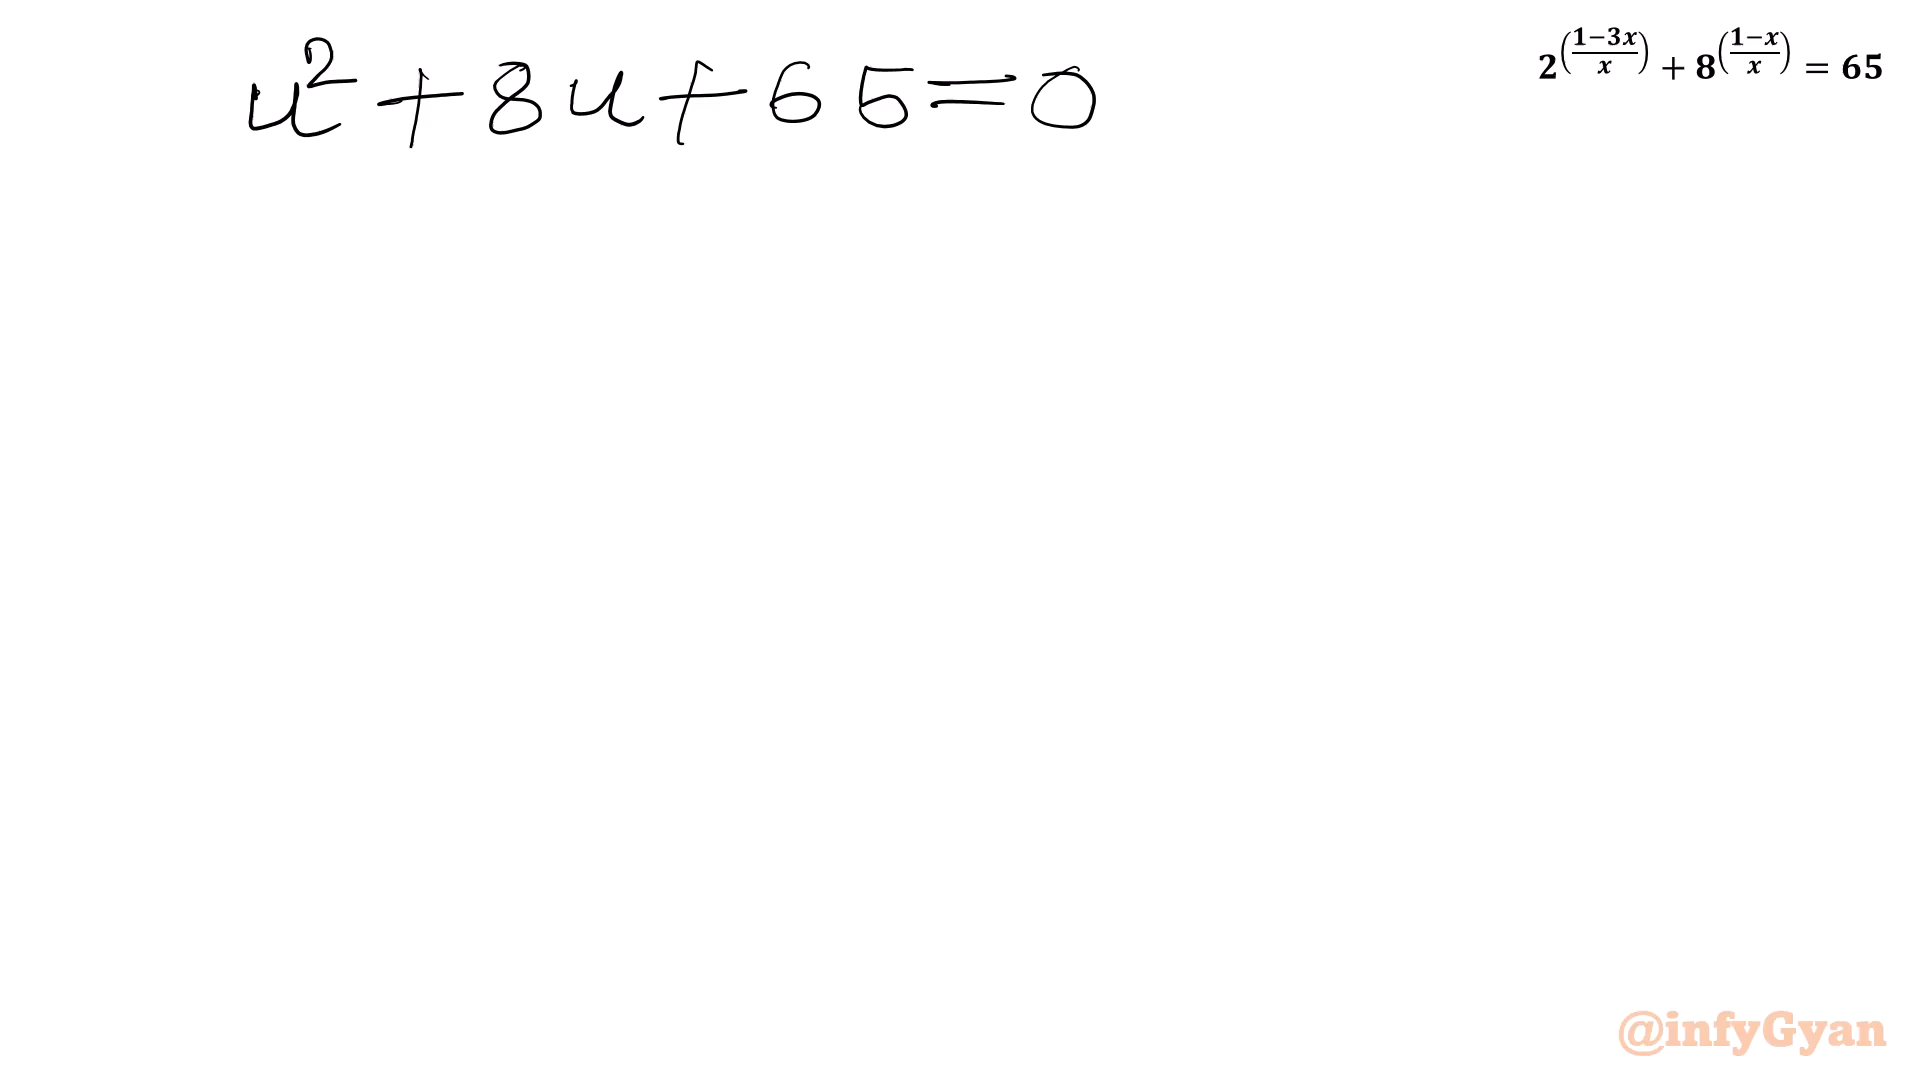 u² + 8u + 65 = 0
2^((1−3x)/x) + 8^((1−x)/x) = 65
@infyGyan